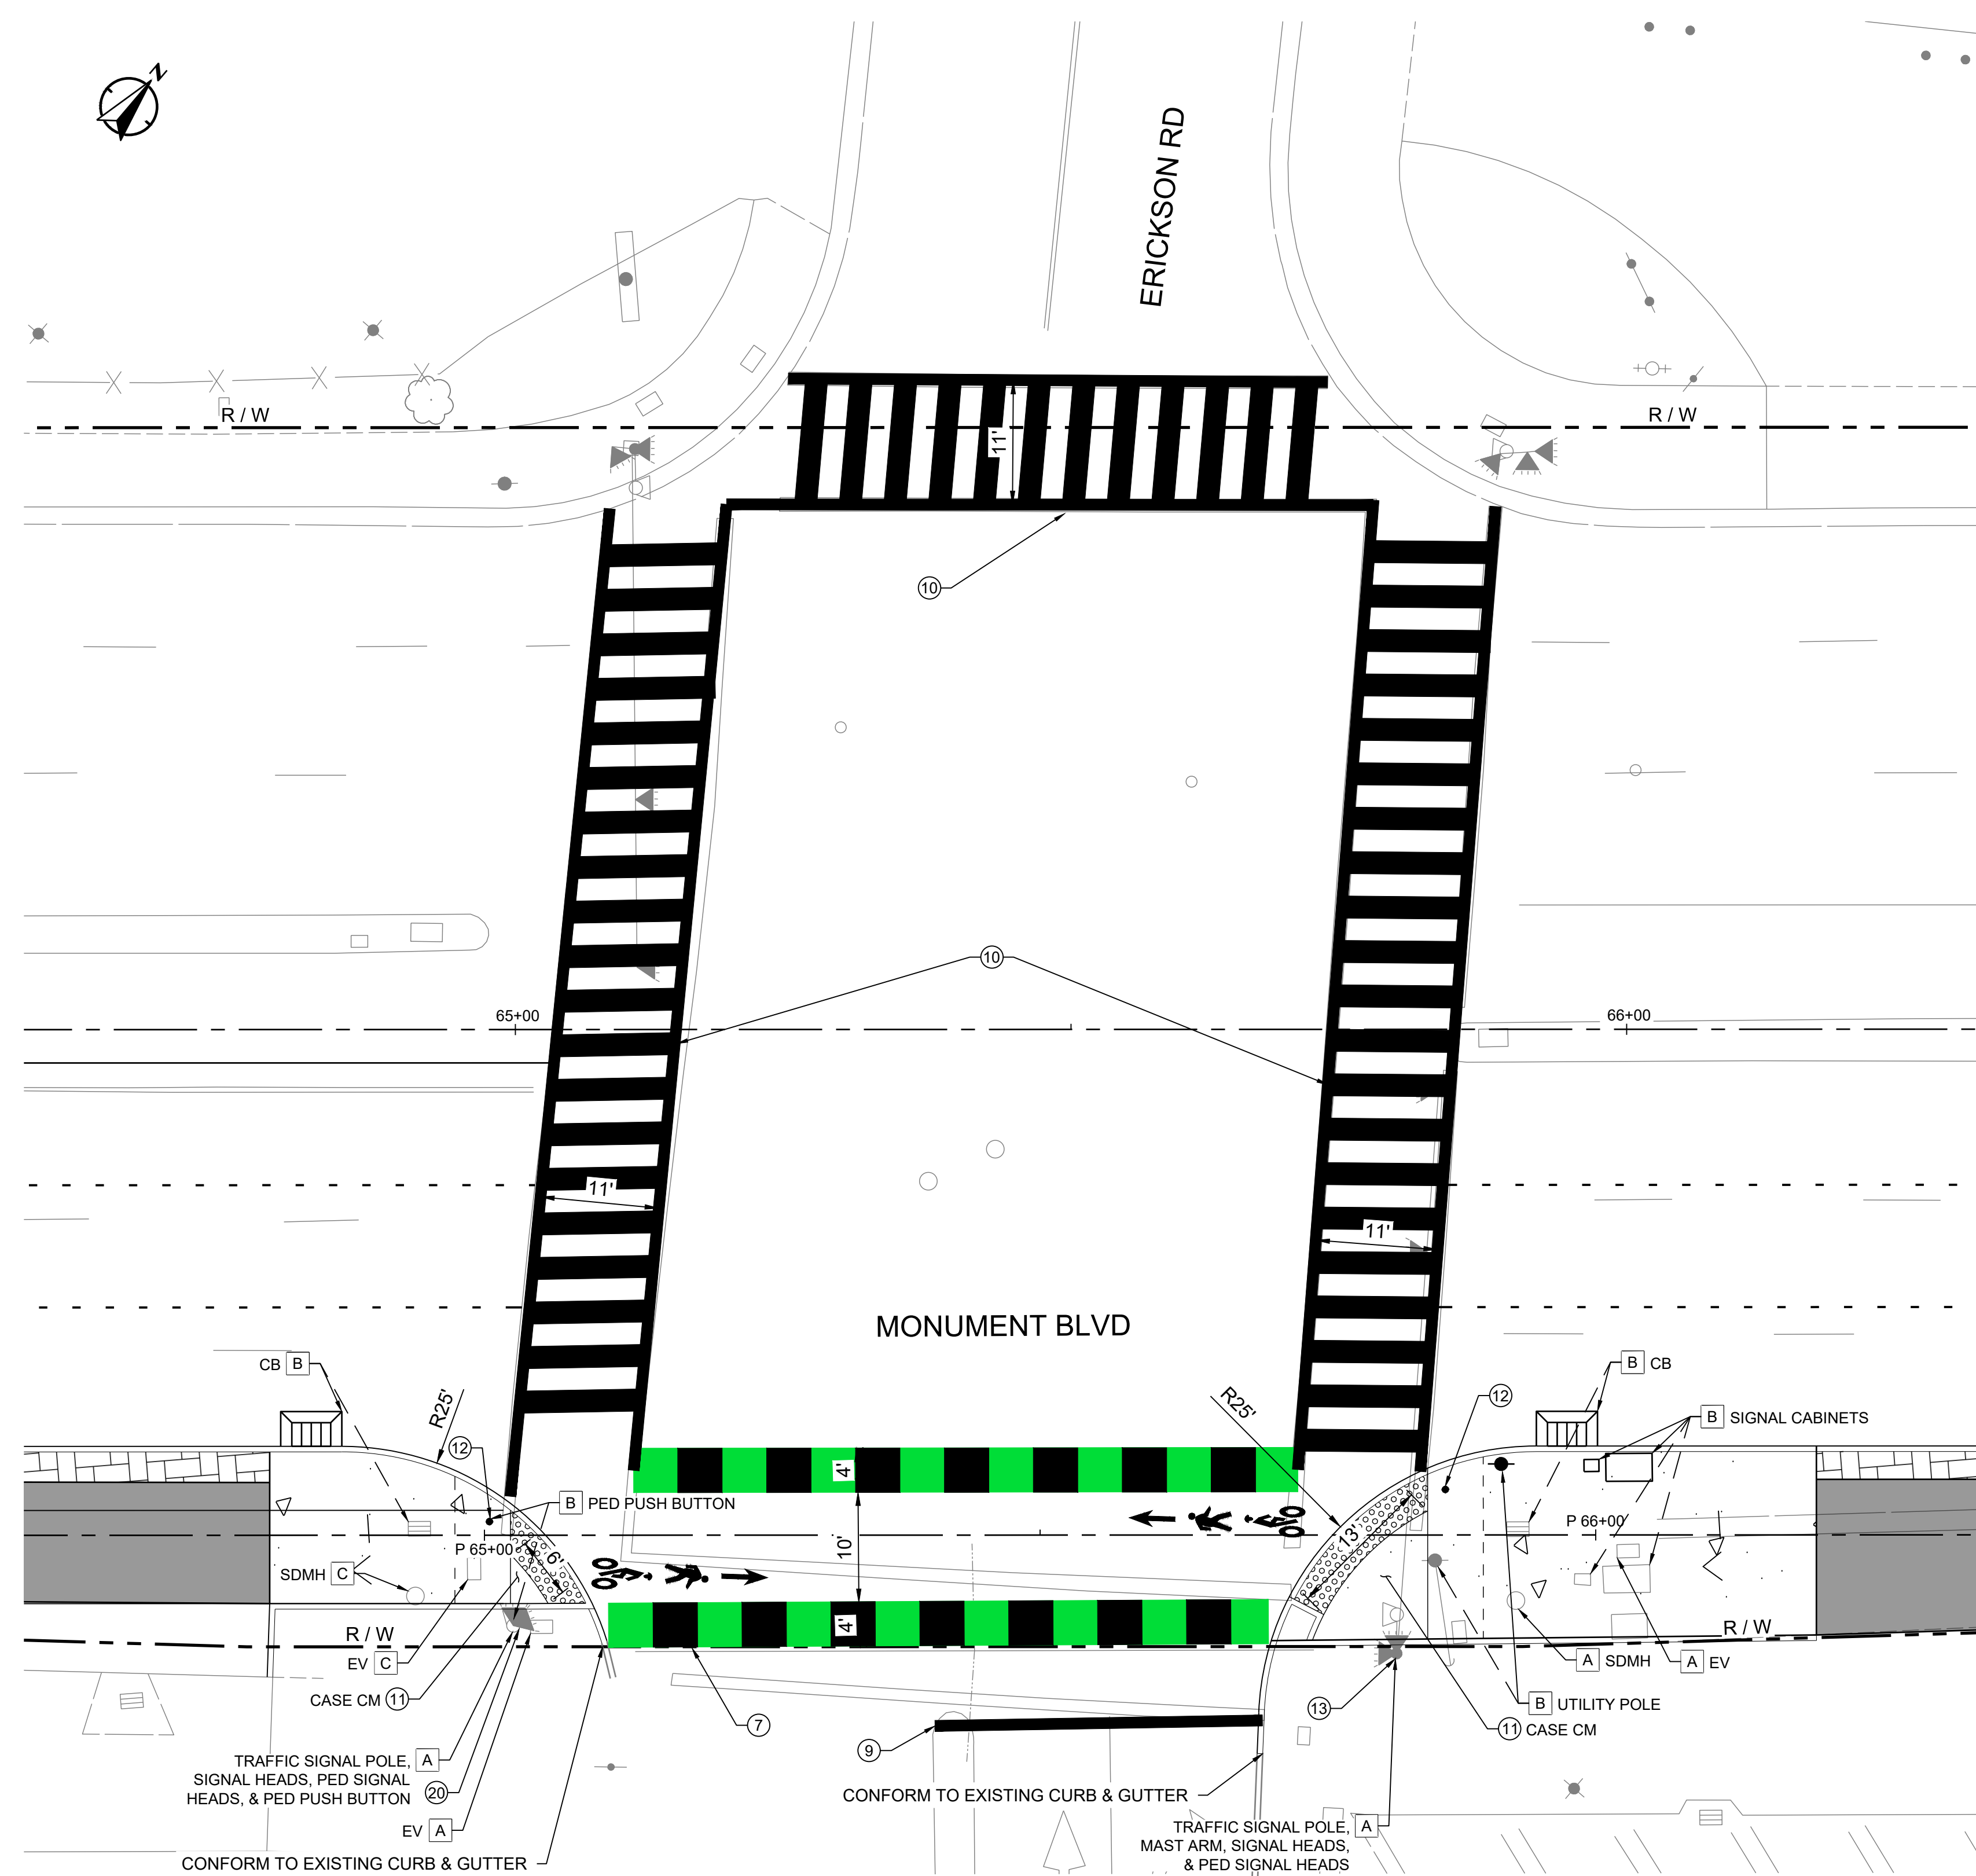 N
ERICKSON RD
R / W
R / W
11'
10
10
65+00
66+00
11'
11'
MONUMENT BLVD
CB B
R25'
R25'
B CB
12
12
B SIGNAL CABINETS
4'
B PED PUSH BUTTON
P 65+00
6'
10'
13'
P 66+00
SDMH C
4'
R / W
R / W
EV C
A SDMH
A EV
CASE CM 11
7
13
B UTILITY POLE
11 CASE CM
9
TRAFFIC SIGNAL POLE, A
SIGNAL HEADS, PED SIGNAL
HEADS, & PED PUSH BUTTON 20
CONFORM TO EXISTING CURB & GUTTER
EV A
TRAFFIC SIGNAL POLE, A
MAST ARM, SIGNAL HEADS,
& PED SIGNAL HEADS
CONFORM TO EXISTING CURB & GUTTER